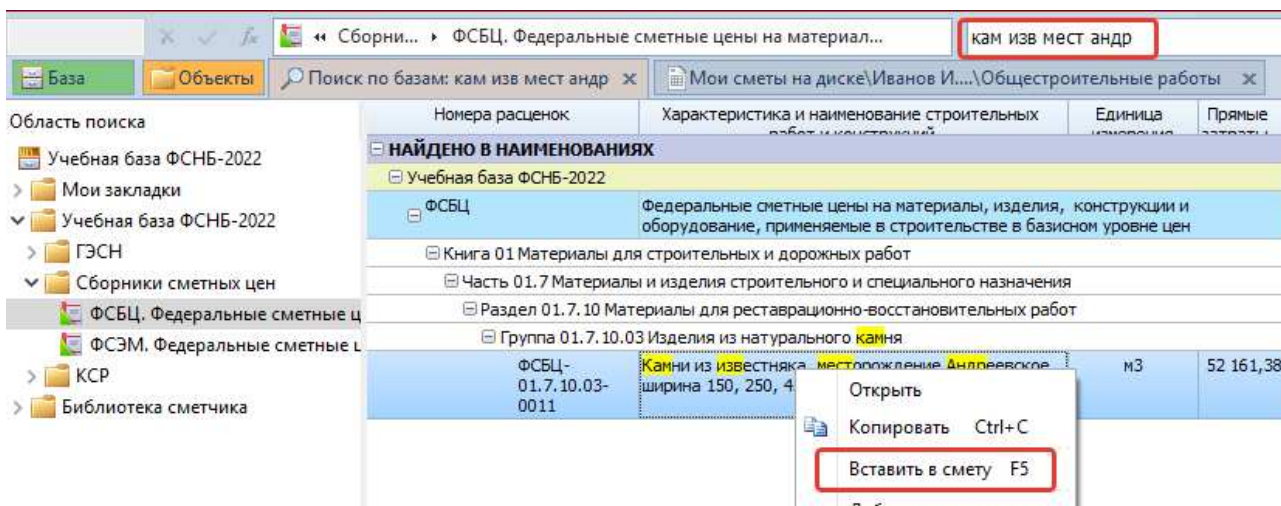 Сборни... ФСБЦ. Федеральные сметные цены на материал... кам изв мест андр
База Объекты Поиск по базам: кам изв мест андр Мои сметы на диске\Иванов И....\Общестроительные работы
Область поиска
Учебная база ФСНБ-2022
Мои закладки
Учебная база ФСНБ-2022
ГЭСН
Сборники сметных цен
ФСБЦ. Федеральные сметные ц
ФСЭМ. Федеральные сметные
КСР
Библиотека сметчика
Номера расценок Характеристика и наименование строительных работ и конструкций Единица измерения Прямые затраты
НАЙДЕНО В НАИМЕНОВАНИЯХ
Учебная база ФСНБ-2022
ФСБЦ Федеральные сметные цены на материалы, изделия, конструкции и
оборудование, применяемые в строительстве в базисном уровне цен
Книга 01 Материалы для строительных и дорожных работ
Часть 01.7 Материалы и изделия строительного и специального назначения
Раздел 01.7.10 Материалы для реставрационно-восстановительных работ
Группа 01.7.10.03 Изделия из натурального камня
ФСБЦ- Камни из известняка, месторождение Андреевское, м3 52 161,38
01.7.10.03- ширина 150, 250, 4
0011
Открыть
Копировать Ctrl+C
Вставить в смету F5